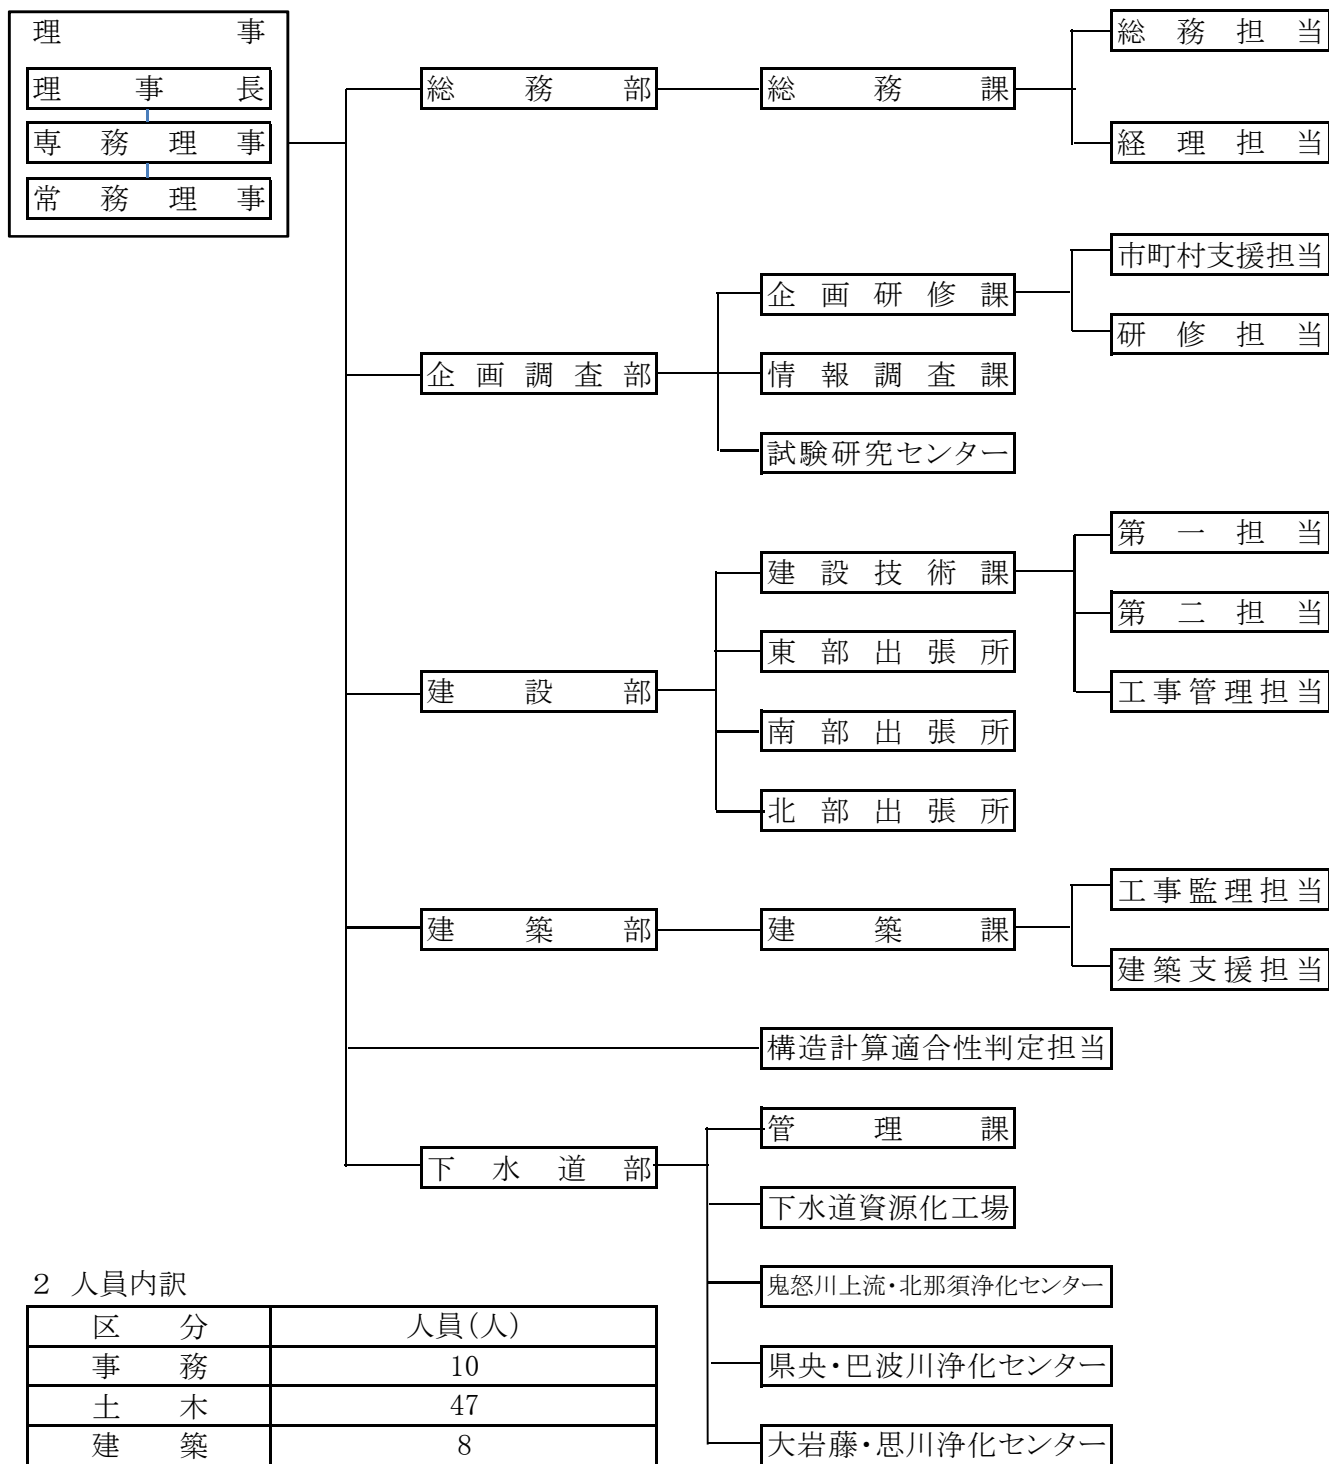 理事
理事長
専務理事
常務理事
総務部
総務課
総務担当
経理担当
企画調査部
企画研修課
市町村支援担当
研修担当
情報調査課
試験研究センター
建設部
建設技術課
第一担当
第二担当
工事管理担当
東部出張所
南部出張所
北部出張所
建築部
建築課
工事監理担当
建築支援担当
構造計算適合性判定担当
下水道部
管理課
下水道資源化工場
鬼怒川上流・北那須浄化センター
県央・巴波川浄化センター
大岩藤・思川浄化センター
2 人員内訳
区分 人員(人)
事務 10
土木 47
建築 8